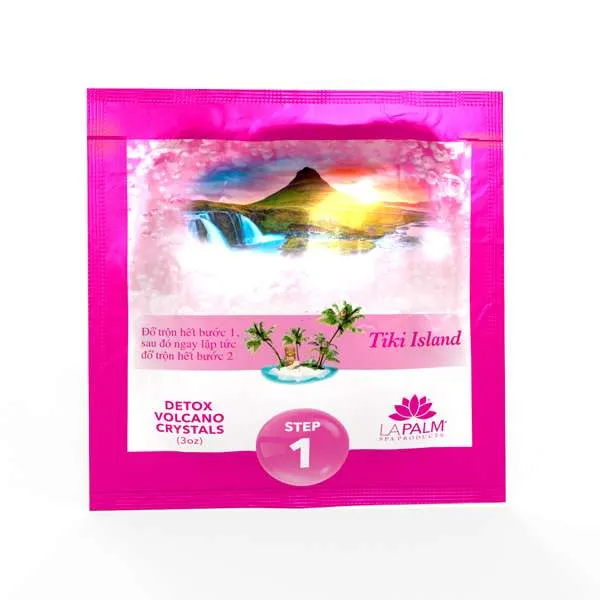 Đổ trộn hết bước 1,
sau đó ngay lập tức
đổ trộn hết bước 2
Tiki Island
DETOX
VOLCANO
CRYSTALS
(3oz)
STEP
1
LA PALM
SPA PRODUCTS